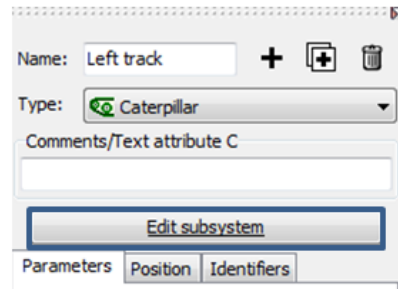 Name: Left track
Type: Caterpillar
Comments/Text attribute C
Edit subsystem
Parameters Position Identifiers